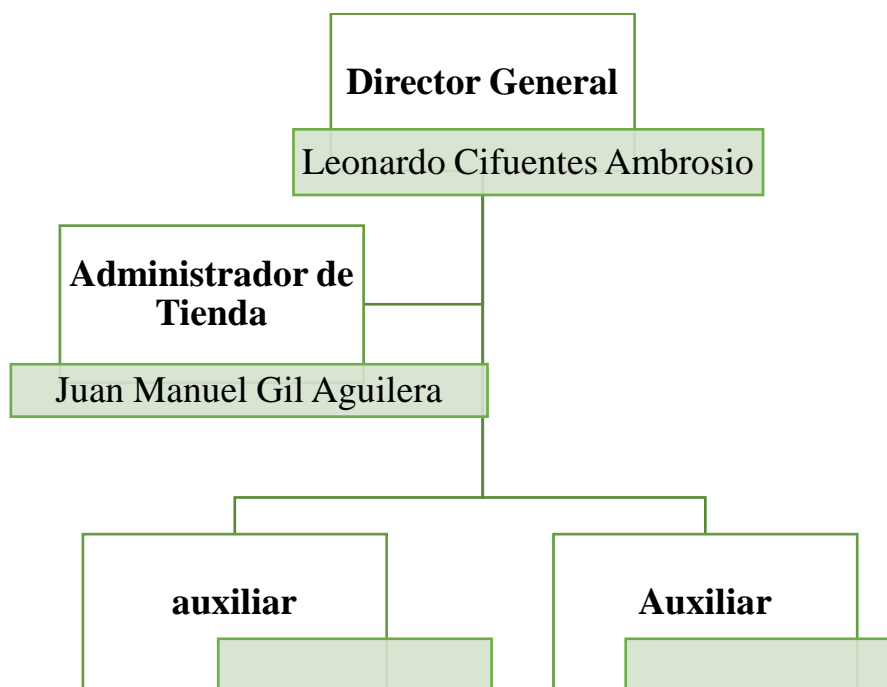 Director General
Leonardo Cifuentes Ambrosio
Administrador de
Tienda
Juan Manuel Gil Aguilera
auxiliar
Auxiliar